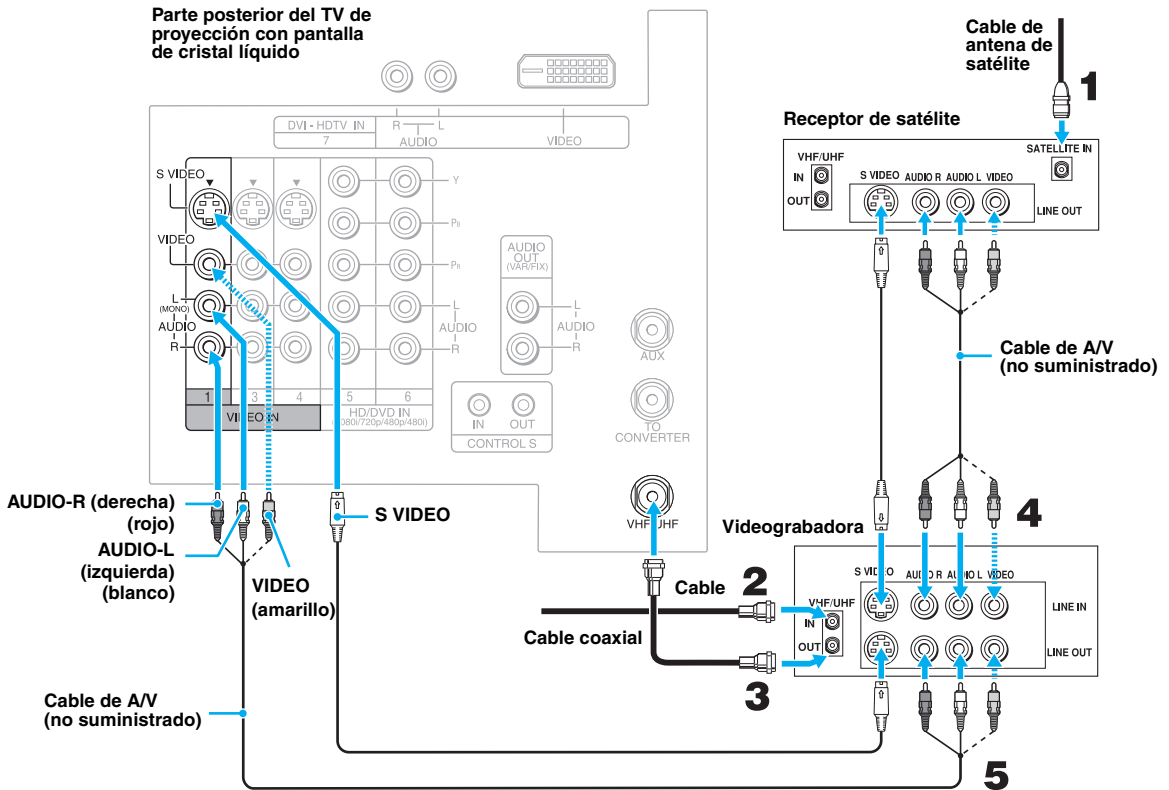 Parte posterior del TV de
proyección con pantalla
de cristal líquido
DVI - HDTV IN
7
R
L
AUDIO
VIDEO
S VIDEO
VIDEO
L
(MONO)
AUDIO
R
Y
PB
PR
L
AUDIO
R
AUDIO
OUT
(VAR/FIX)
L
AUDIO
R
1
3
4
5
6
VIDEO IN
HD/DVD IN
(1080i/720p/480p/480i)
IN
OUT
CONTROL S
AUX
TO
CONVERTER
VHF/UHF
Cable de
antena de
satélite
1
Receptor de satélite
SATELLITE IN
VHF/UHF
IN
OUT
S VIDEO
AUDIO R
AUDIO L
VIDEO
LINE OUT
Cable de A/V
(no suministrado)
AUDIO-R (derecha)
(rojo)
AUDIO-L
(izquierda)
(blanco)
VIDEO
(amarillo)
S VIDEO
Videograbadora
4
S VIDEO
AUDIO R
AUDIO L
VIDEO
VHF/UHF
IN
OUT
LINE IN
LINE OUT
Cable
2
Cable coaxial
3
Cable de A/V
(no suministrado)
5